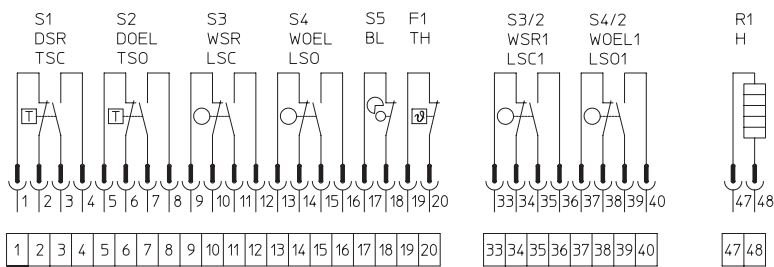 S1 S2 S3 S4 S5 F1 S3/2 S4/2 R1
DSR DOEL WSR WOEL BL TH WSR1 WOEL1 H
TSC TSO LSC LSO LSC1 LSO1
T T ϑ
1 2 3 4 5 6 7 8 9 10 11 12 13 14 15 16 17 18 19 20 33 34 35 36 37 38 39 40 47 48
1 2 3 4 5 6 7 8 9 10 11 12 13 14 15 16 17 18 19 20 33 34 35 36 37 38 39 40 47 48